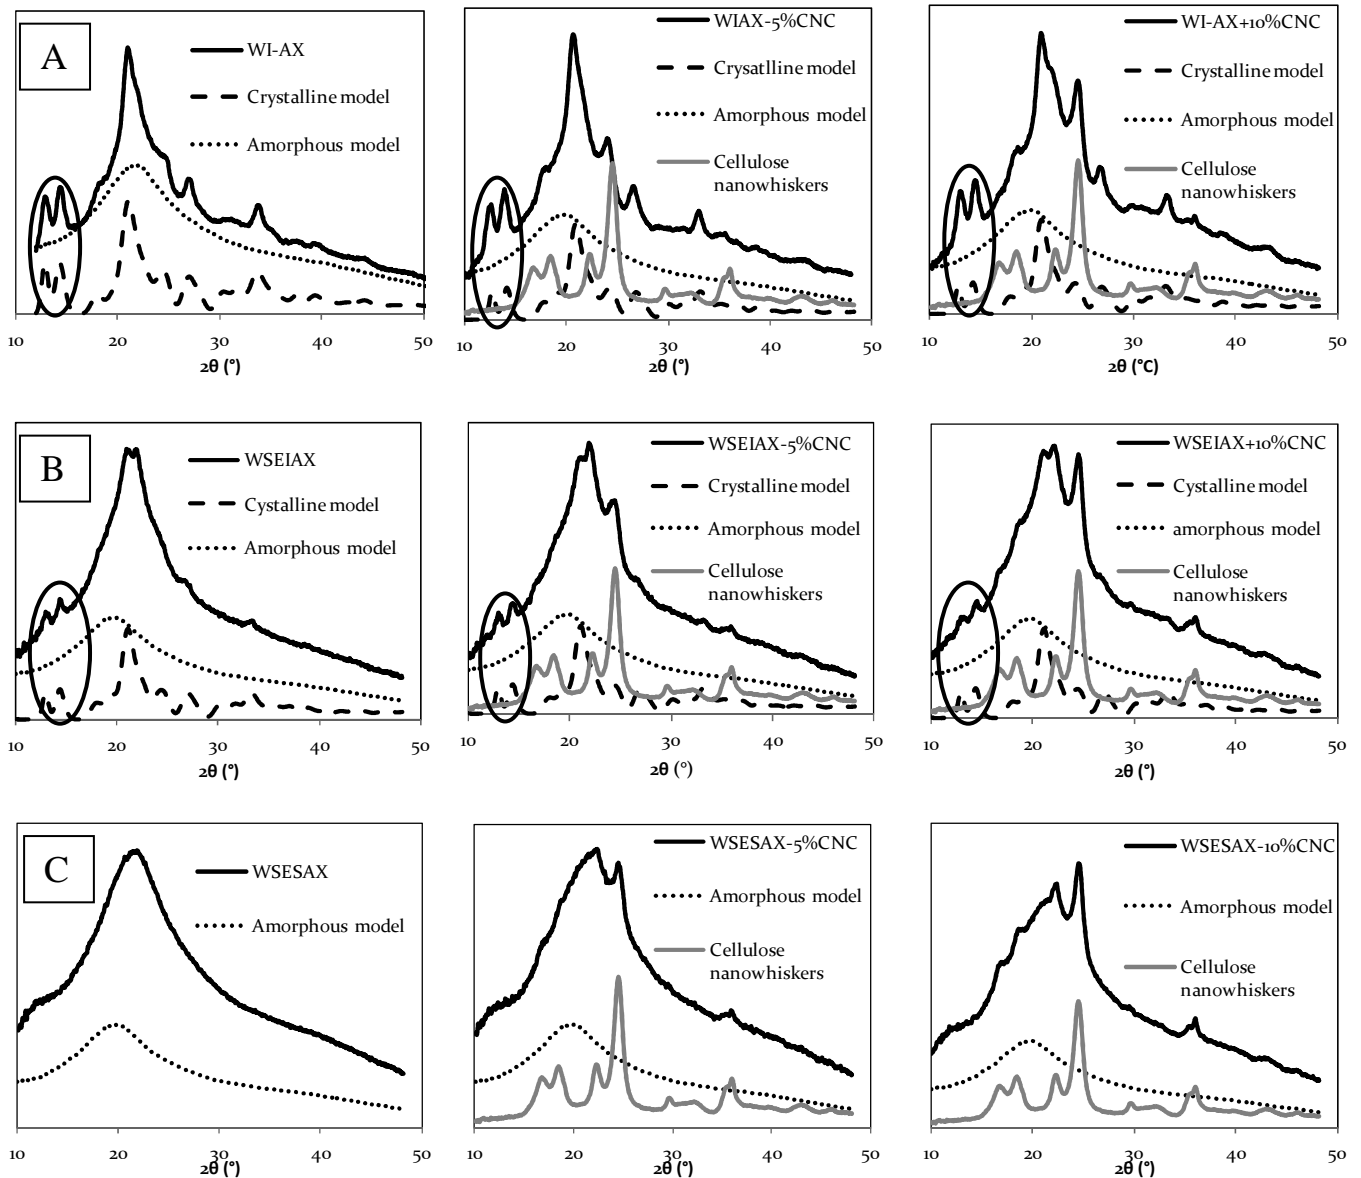 A
WI-AX
Crystalline model
Amorphous model
10 20 30 40 50
2θ (°)
WIAX-5%CNC
Crysatlline model
Amorphous model
Cellulose
nanowhiskers
10 20 30 40 50
2θ (°)
WI-AX+10%CNC
Crystalline model
Amorphous model
Cellulose
nanowhiskers
10 20 30 40 50
2θ (°C)
B
WSEIAX
Cystalline model
Amorphous model
10 20 30 40 50
2θ (°)
WSEIAX-5%CNC
Crystalline model
Amorphous model
Cellulose
nanowhiskers
10 20 30 40 50
2θ (°)
WSEIAX+10%CNC
Cystalline model
amorphous model
Cellulose
nanowhiskers
10 20 30 40 50
2θ (°)
C
WSESAX
Amorphous model
10 20 30 40 50
2θ (°)
WSESAX-5%CNC
Amorphous model
Cellulose
nanowhiskers
10 20 30 40 50
2θ (°)
WSESAX-10%CNC
Amorphous model
Cellulose
nanowhiskers
10 20 30 40 50
2θ (°)